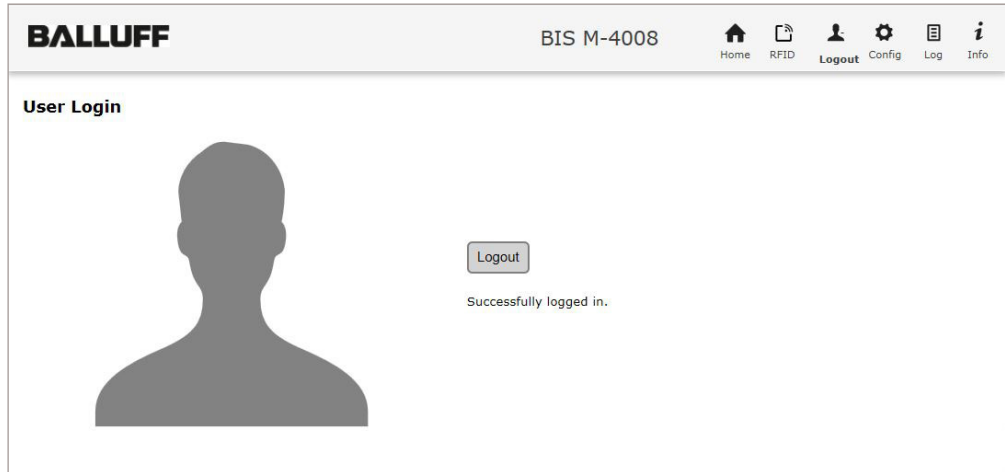 BALLUFF
BIS M-4008
Home RFID Logout Config Log Info
User Login
Logout
Successfully logged in.